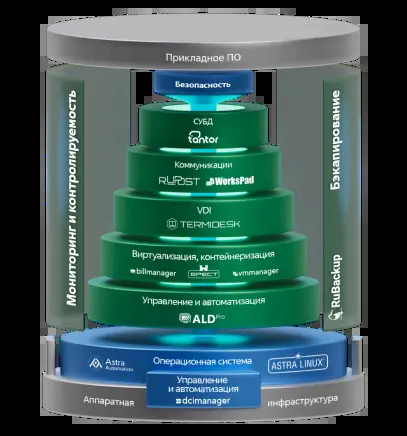 Прикладное ПО
Безопасность
СУБД
tantor
Коммуникации
RUPOST WorksPad
VDI
TERMIDESK
Виртуализация, контейнеризация
billmanager БРЕСТ vmmanager
Управление и автоматизация
ALD Pro
Мониторинг и контролируемость
Бэкапирование
RuBackup
Astra Automation
Операционная система
ASTRA LINUX
Управление
и автоматизация
dcimanager
Аппаратная инфраструктура